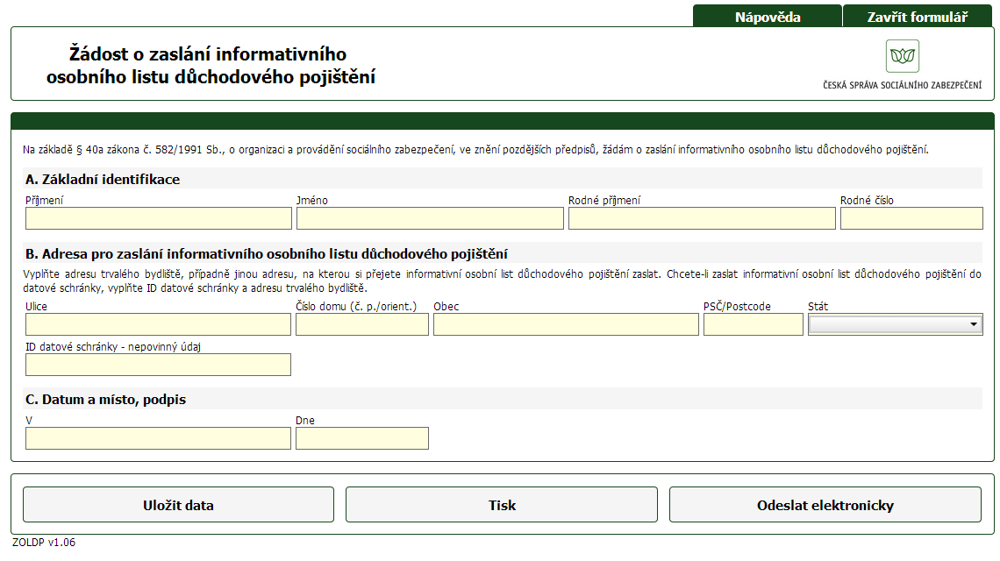 Nápověda
Zavřít formulář
Žádost o zaslání informativního
osobního listu důchodového pojištění
ČESKÁ SPRÁVA SOCIÁLNÍHO ZABEZPEČENÍ
Na základě § 40a zákona č. 582/1991 Sb., o organizaci a provádění sociálního zabezpečení, ve znění pozdějších předpisů, žádám o zaslání informativního osobního listu důchodového pojištění.
A. Základní identifikace
Příjmení
Jméno
Rodné příjmení
Rodné číslo
B. Adresa pro zaslání informativního osobního listu důchodového pojištění
Vyplňte adresu trvalého bydliště, případně jinou adresu, na kterou si přejete informativní osobní list důchodového pojištění zaslat. Chcete-li zaslat informativní osobní list důchodového pojištění do
datové schránky, vyplňte ID datové schránky a adresu trvalého bydliště.
Ulice
Číslo domu (č. p./orient.)
Obec
PSČ/Postcode
Stát
ID datové schránky - nepovinný údaj
C. Datum a místo, podpis
V
Dne
Uložit data
Tisk
Odeslat elektronicky
ZOLDP v1.06